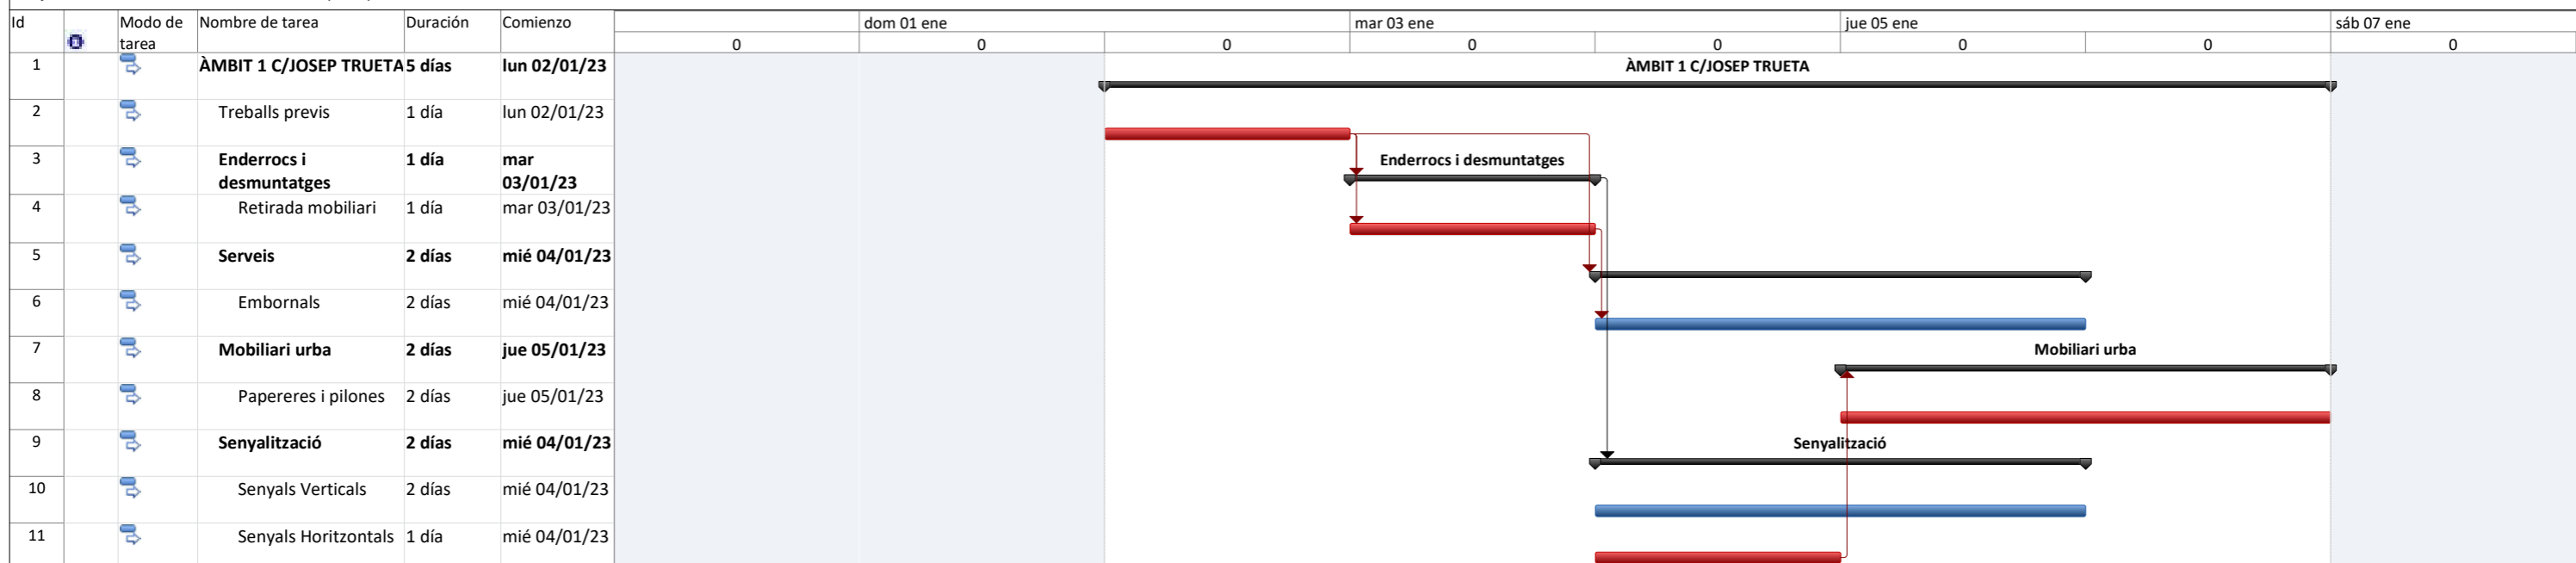 Id Modo de Nombre de tarea Duración Comienzo dom 01 ene mar 03 ene jue 05 ene sáb 07 ene
tarea 0 0 0 0 0 0 0 0
1 ÀMBIT 1 C/JOSEP TRUETA 5 días lun 02/01/23 ÀMBIT 1 C/JOSEP TRUETA
2 Treballs previs 1 día lun 02/01/23
3 Enderrocs i 1 día mar Enderrocs i desmuntatges
desmuntatges 03/01/23
4 Retirada mobiliari 1 día mar 03/01/23
5 Serveis 2 días mié 04/01/23
6 Embornals 2 días mié 04/01/23
7 Mobiliari urba 2 días jue 05/01/23 Mobiliari urba
8 Papereres i pilones 2 días jue 05/01/23
9 Senyalització 2 días mié 04/01/23 Senyalització
10 Senyals Verticals 2 días mié 04/01/23
11 Senyals Horitzontals 1 día mié 04/01/23